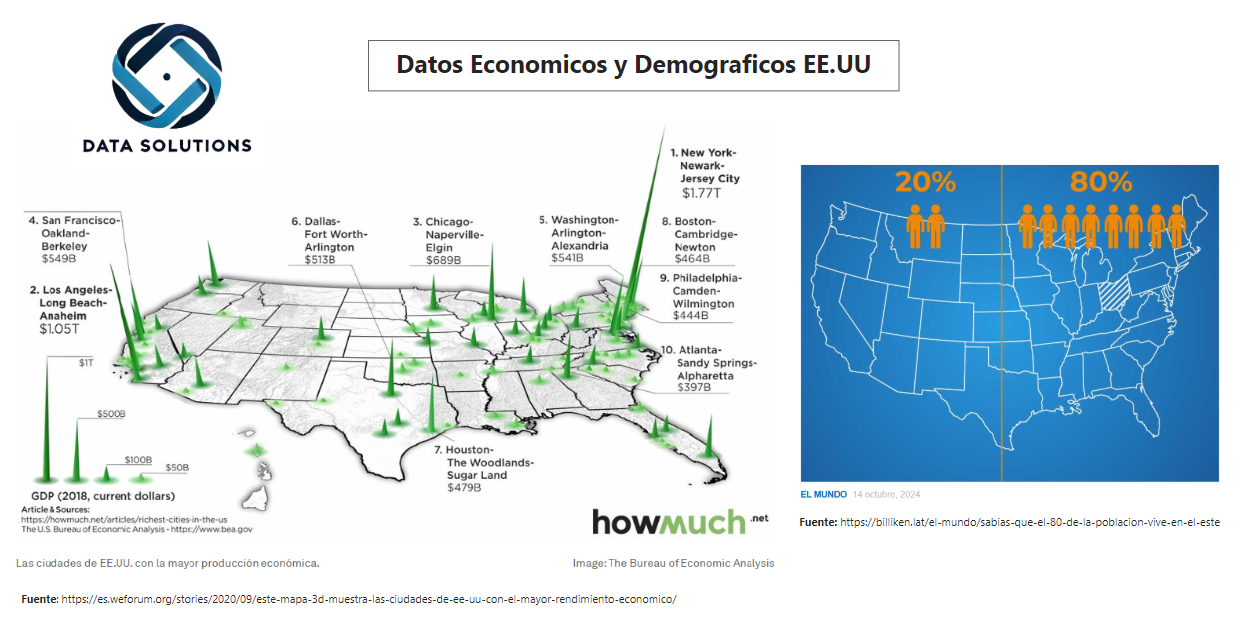 Datos Economicos y Demograficos EE.UU
DATA SOLUTIONS
1. New York-
Newark-
Jersey City
$1.77T
4. San Francisco-
Oakland-
Berkeley
$549B
6. Dallas-
Fort Worth-
Arlington
$513B
3. Chicago-
Naperville-
Elgin
$689B
5. Washington-
Arlington-
Alexandria
$541B
8. Boston-
Cambridge-
Newton
$464B
2. Los Angeles-
Long Beach-
Anaheim
$1.05T
9. Philadelphia-
Camden-
Wilmington
$444B
10. Atlanta-
Sandy Springs-
Alpharetta
$397B
7. Houston-
The Woodlands-
Sugar Land
$479B
$1T
$500B
$100B
$50B
GDP (2018, current dollars)
Article & Sources:
https://howmuch.net/articles/richest-cities-in-the-us
The U.S. Bureau of Economic Analysis - https://www.bea.gov
howmuch.net
Las ciudades de EE.UU. con la mayor producción económica.
Image: The Bureau of Economic Analysis
Fuente: https://es.weforum.org/stories/2020/09/este-mapa-3d-muestra-las-ciudades-de-ee-uu-con-el-mayor-rendimiento-economico/
20%
80%
EL MUNDO 14 octubre, 2024
Fuente: https://billiken.lat/el-mundo/sabias-que-el-80-de-la-poblacion-vive-en-el-este